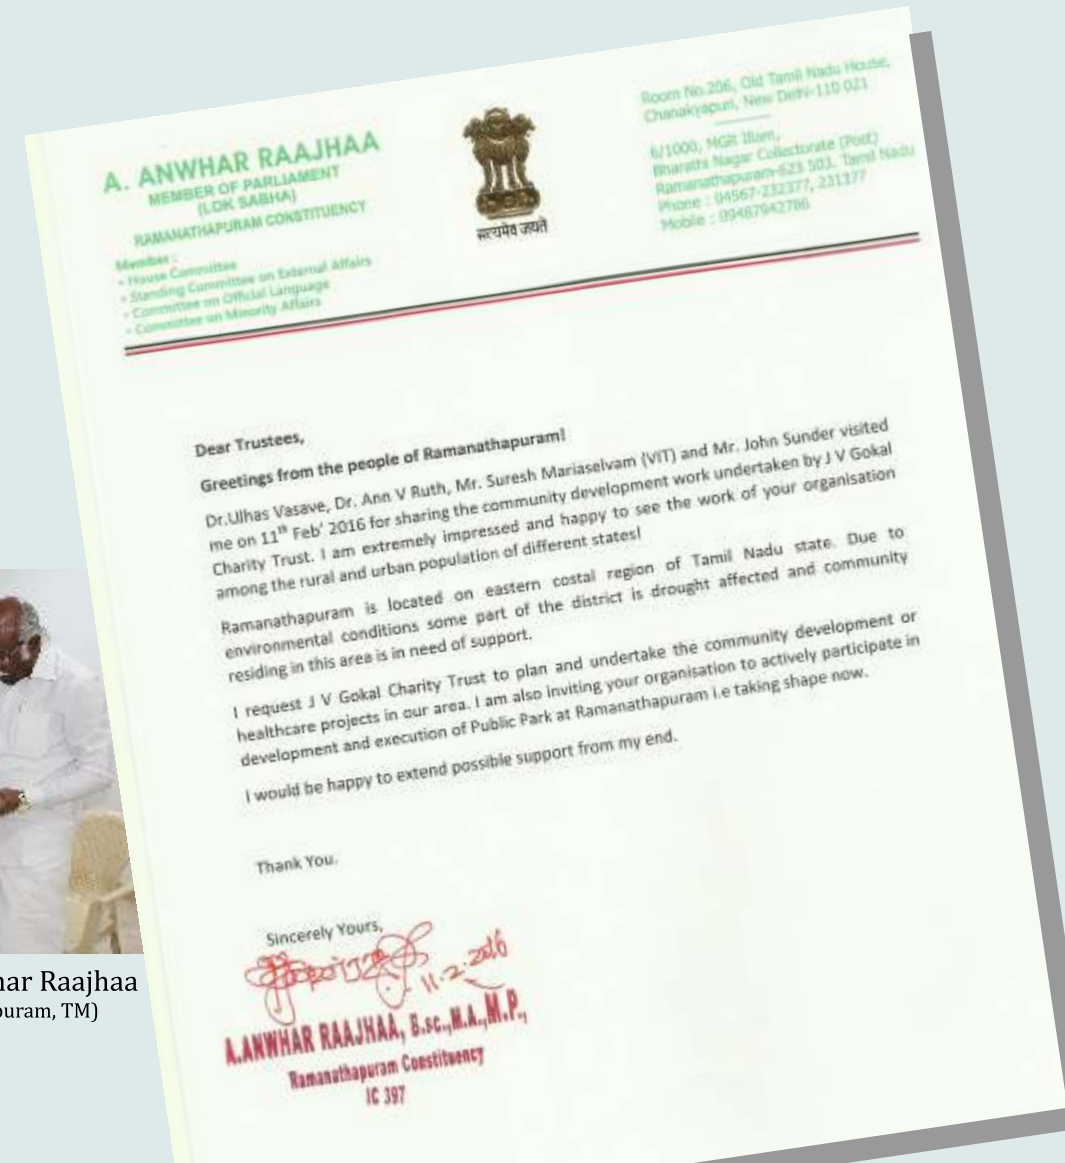 A. ANWHAR RAAJHAA
MEMBER OF PARLIAMENT
(LOK SABHA)
RAMANATHAPURAM CONSTITUENCY
Member :
• House Committee
• Standing Committee on External Affairs
• Committee on Official Language
• Committee on Minority Affairs
सत्यमेव जयते
Room No.206, Old Tamil Nadu House,
Chanakyapuri, New Delhi-110 021
6/1000, MGR Illam,
Bharathi Nagar Collectorate (Post)
Ramanathapuram-623 503, Tamil Nadu
Phone : 04567-232377, 231377
Mobile : 09487942786
Dear Trustees,
Greetings from the people of Ramanathapuram!
Dr.Ulhas Vasave, Dr. Ann V Ruth, Mr. Suresh Mariaselvam (VIT) and Mr. John Sunder visited
me on 11th Feb' 2016 for sharing the community development work undertaken by J V Gokal
Charity Trust. I am extremely impressed and happy to see the work of your organisation
among the rural and urban population of different states!
Ramanathapuram is located on eastern costal region of Tamil Nadu state. Due to
environmental conditions some part of the district is drought affected and community
residing in this area is in need of support.
I request J V Gokal Charity Trust to plan and undertake the community development or
healthcare projects in our area. I am also inviting your organisation to actively participate in
development and execution of Public Park at Ramanathapuram i.e taking shape now.
I would be happy to extend possible support from my end.
Thank You.
Sincerely Yours,
11-2-2016
A.ANWHAR RAAJHAA, B.sc.,M.A.,M.P.,
Ramanathapuram Constituency
IC 397
har Raajhaa
puram, TM)